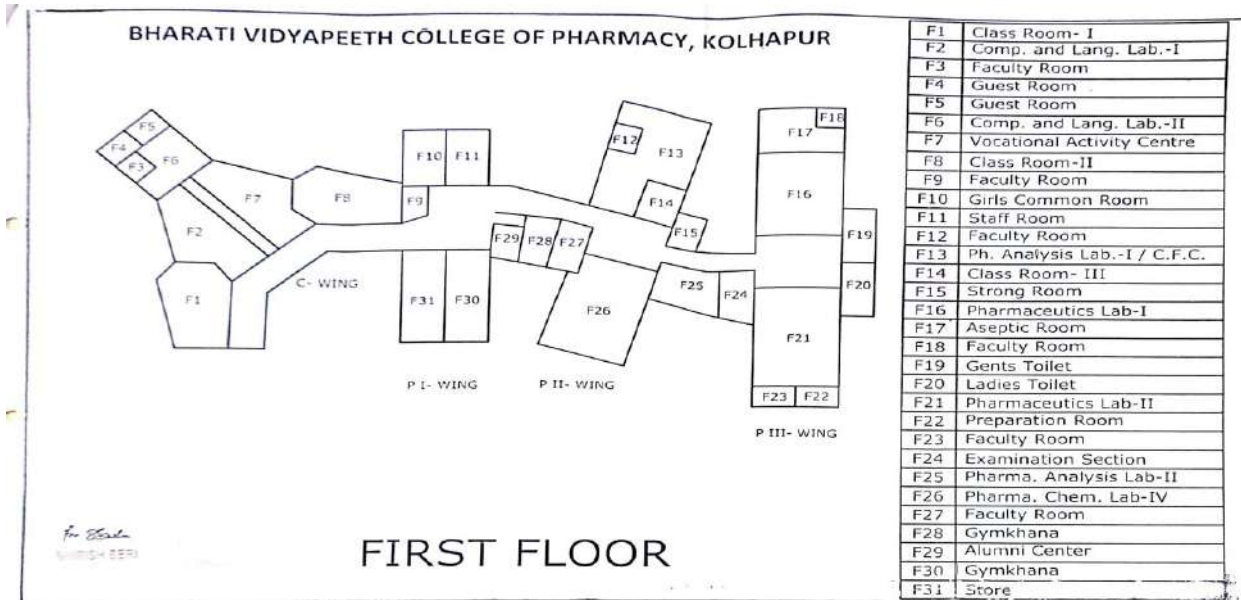 BHARATI VIDYAPEETH COLLEGE OF PHARMACY, KOLHAPUR
F5
F4
F3
F6
F7
F8
F2
F1
C- WING
F10
F11
F9
F31
F30
P I- WING
F12
F13
F14
F15
F29
F28
F27
F26
P II- WING
F25
F24
F18
F17
F16
F19
F20
F21
F23
F22
P III- WING
FIRST FLOOR
F1 Class Room- I
F2 Comp. and Lang. Lab.-I
F3 Faculty Room
F4 Guest Room
F5 Guest Room
F6 Comp. and Lang. Lab.-II
F7 Vocational Activity Centre
F8 Class Room-II
F9 Faculty Room
F10 Girls Common Room
F11 Staff Room
F12 Faculty Room
F13 Ph. Analysis Lab.-I / C.F.C.
F14 Class Room- III
F15 Strong Room
F16 Pharmaceutics Lab-I
F17 Aseptic Room
F18 Faculty Room
F19 Gents Toilet
F20 Ladies Toilet
F21 Pharmaceutics Lab-II
F22 Preparation Room
F23 Faculty Room
F24 Examination Section
F25 Pharma. Analysis Lab-II
F26 Pharma. Chem. Lab-IV
F27 Faculty Room
F28 Gymkhana
F29 Alumni Center
F30 Gymkhana
F31 Store